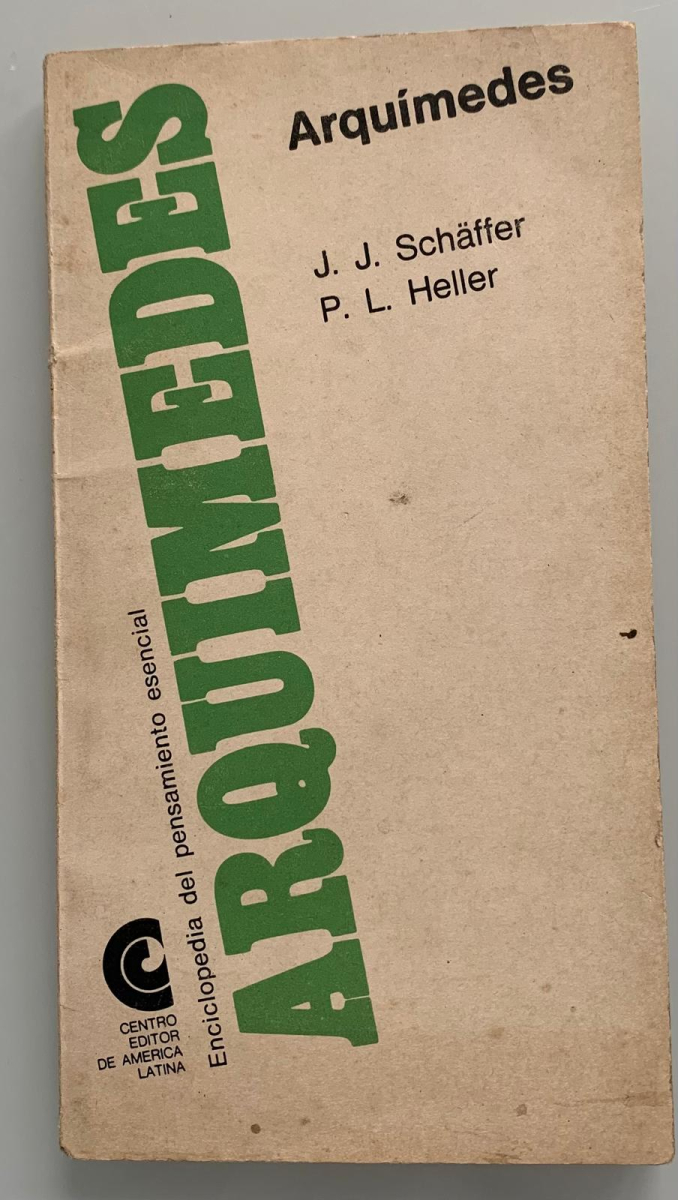 Arquímedes
J. J. Schäffer
P. L. Heller
ARQUIMEDES
Enciclopedia del pensamiento esencial
CENTRO
EDITOR
DE AMERICA
LATINA